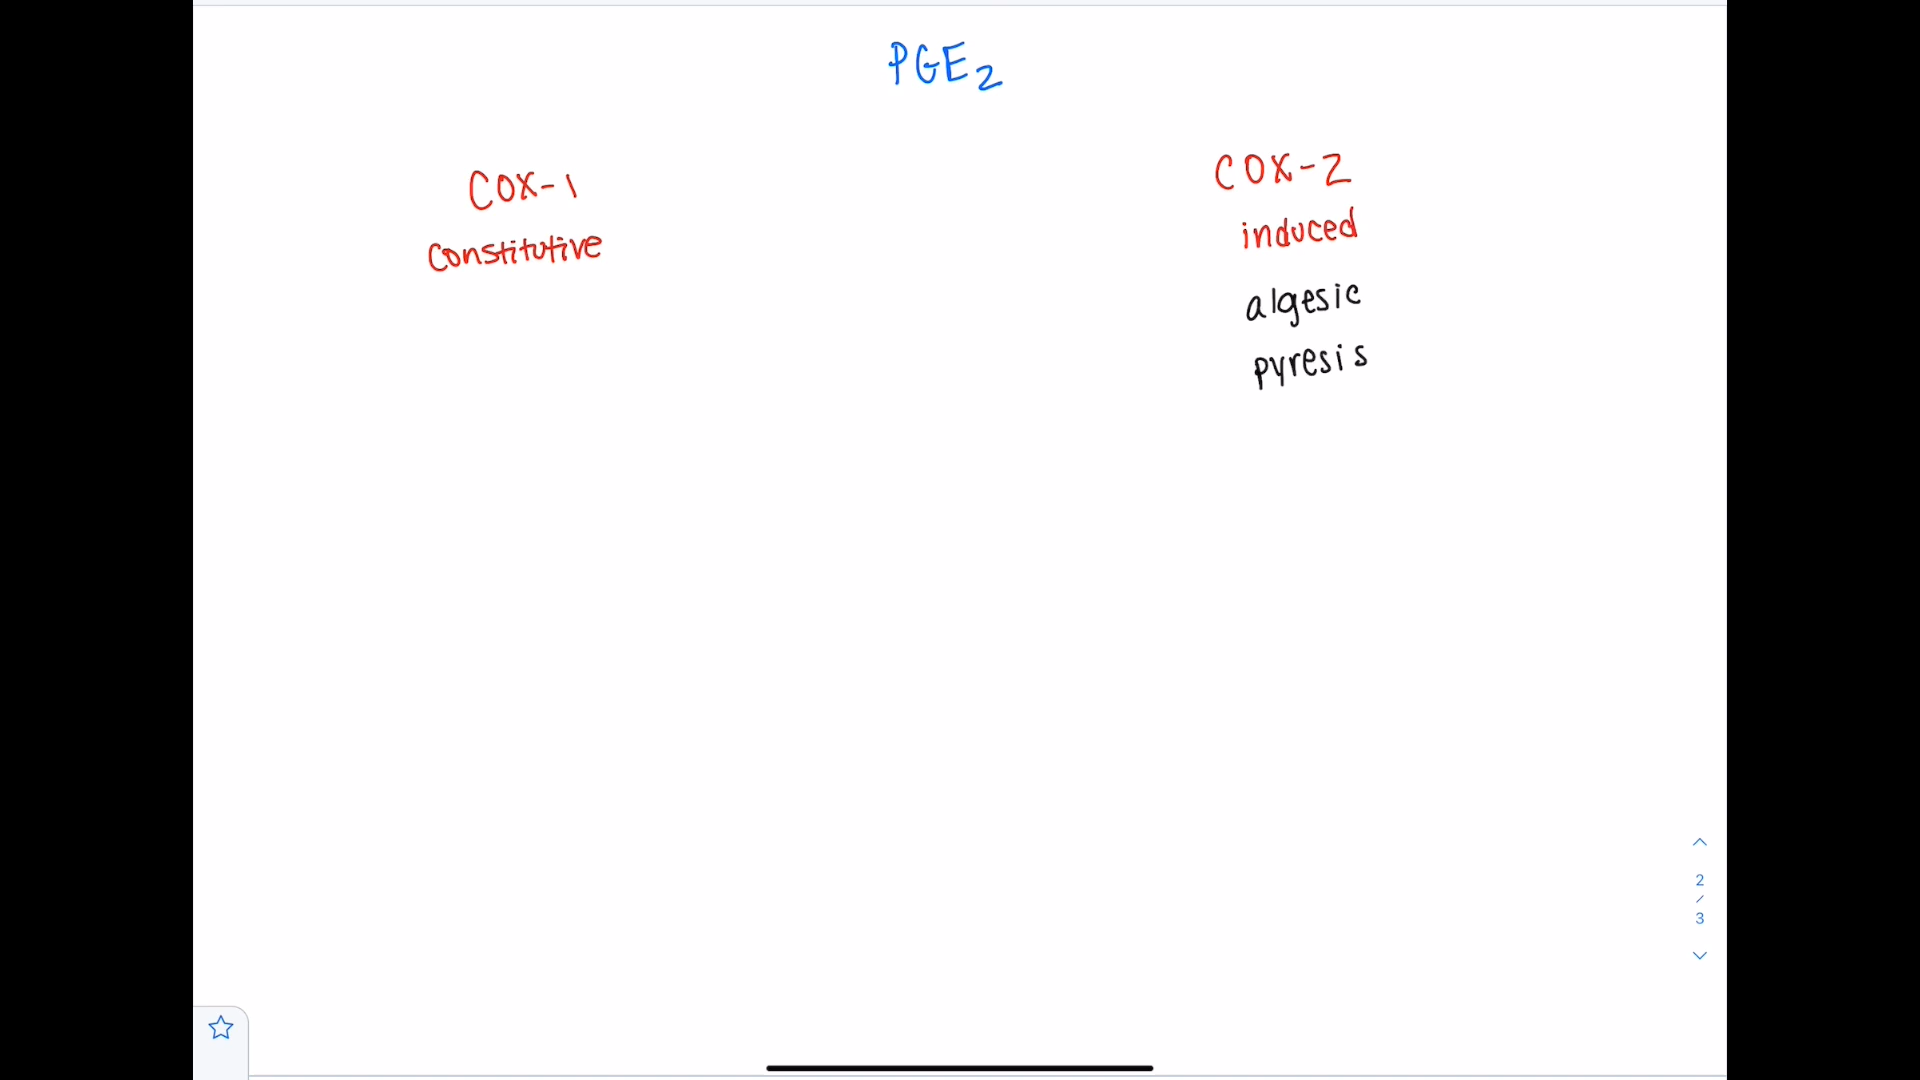 PGE₂
COX-1
constitutive
COX-2
induced
algesic
pyresis
2
/
3